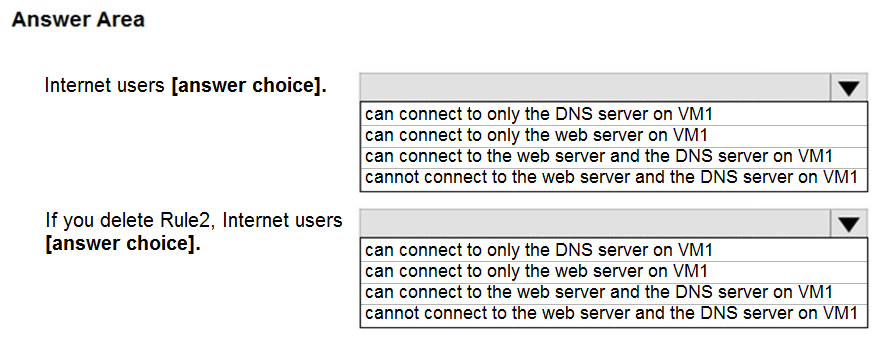 Answer Area
Internet users [answer choice].
can connect to only the DNS server on VM1
can connect to only the web server on VM1
can connect to the web server and the DNS server on VM1
cannot connect to the web server and the DNS server on VM1
If you delete Rule2, Internet users
[answer choice].
can connect to only the DNS server on VM1
can connect to only the web server on VM1
can connect to the web server and the DNS server on VM1
cannot connect to the web server and the DNS server on VM1